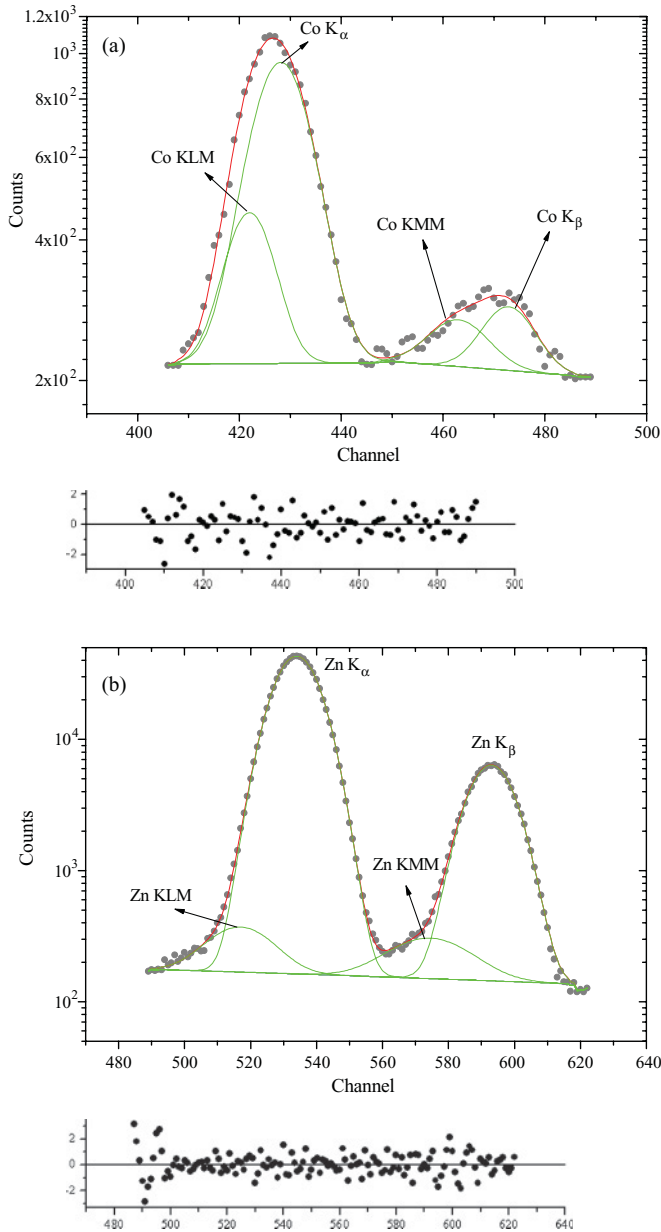 (a)
Co Kα
Co KLM
Co KMM
Co Kβ
1.2x10³
1x10³
8x10²
6x10²
4x10²
2x10²
Counts
400 420 440 460 480 500
Channel
2
0
-2
400 420 440 460 480 500
(b)
Zn Kα
Zn Kβ
Zn KLM
Zn KMM
10⁴
10³
10²
Counts
480 500 520 540 560 580 600 620 640
Channel
2
0
-2
480 500 520 540 560 580 600 620 640